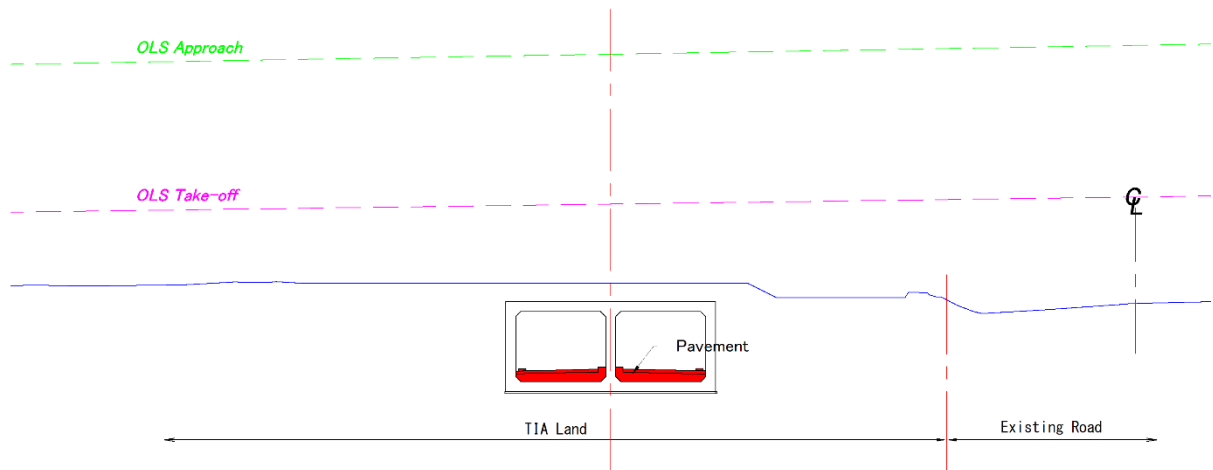 OLS Approach
OLS Take-off
CL
Pavement
TIA Land
Existing Road